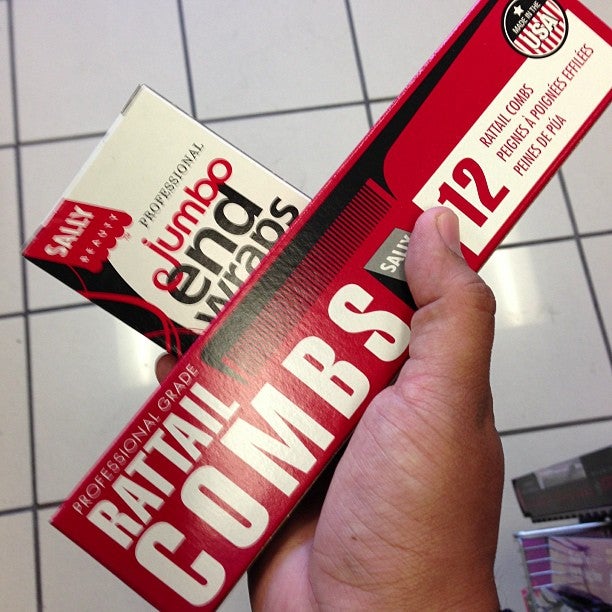 SALLY
BEAUTY
PROFESSIONAL
jumbo
end
wraps
MADE IN THE
USA
12
RATTAIL COMBS
PEIGNES À POIGNÉES EFFILÉES
PEINES DE PÚA
SALLY
PROFESSIONAL GRADE
RATTAIL
COMBS